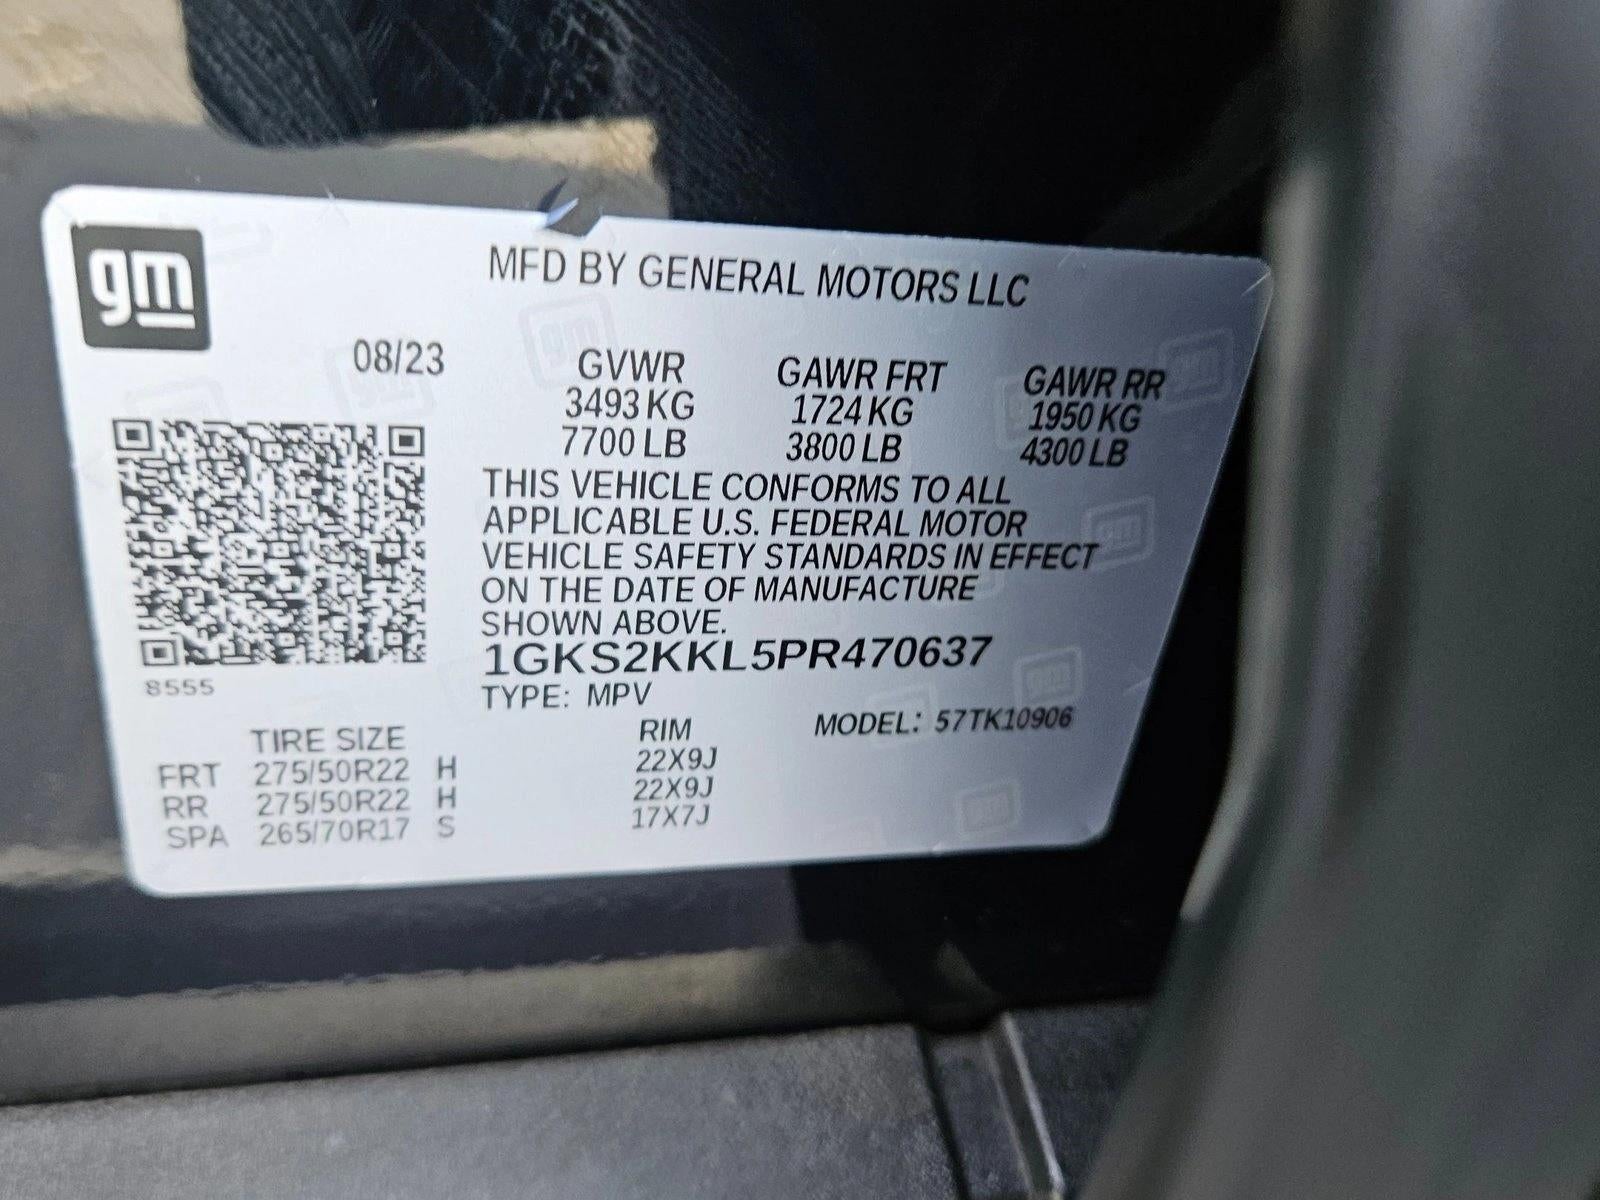 gm
MFD BY GENERAL MOTORS LLC
08/23 GVWR GAWR FRT GAWR RR
3493 KG 1724 KG 1950 KG
7700 LB 3800 LB 4300 LB
THIS VEHICLE CONFORMS TO ALL
APPLICABLE U.S. FEDERAL MOTOR
VEHICLE SAFETY STANDARDS IN EFFECT
ON THE DATE OF MANUFACTURE
SHOWN ABOVE.
1GKS2KKL5PR470637
8555
TYPE: MPV
TIRE SIZE RIM MODEL: 57TK10906
FRT 275/50R22 H 22X9J
RR 275/50R22 H 22X9J
SPA 265/70R17 S 17X7J